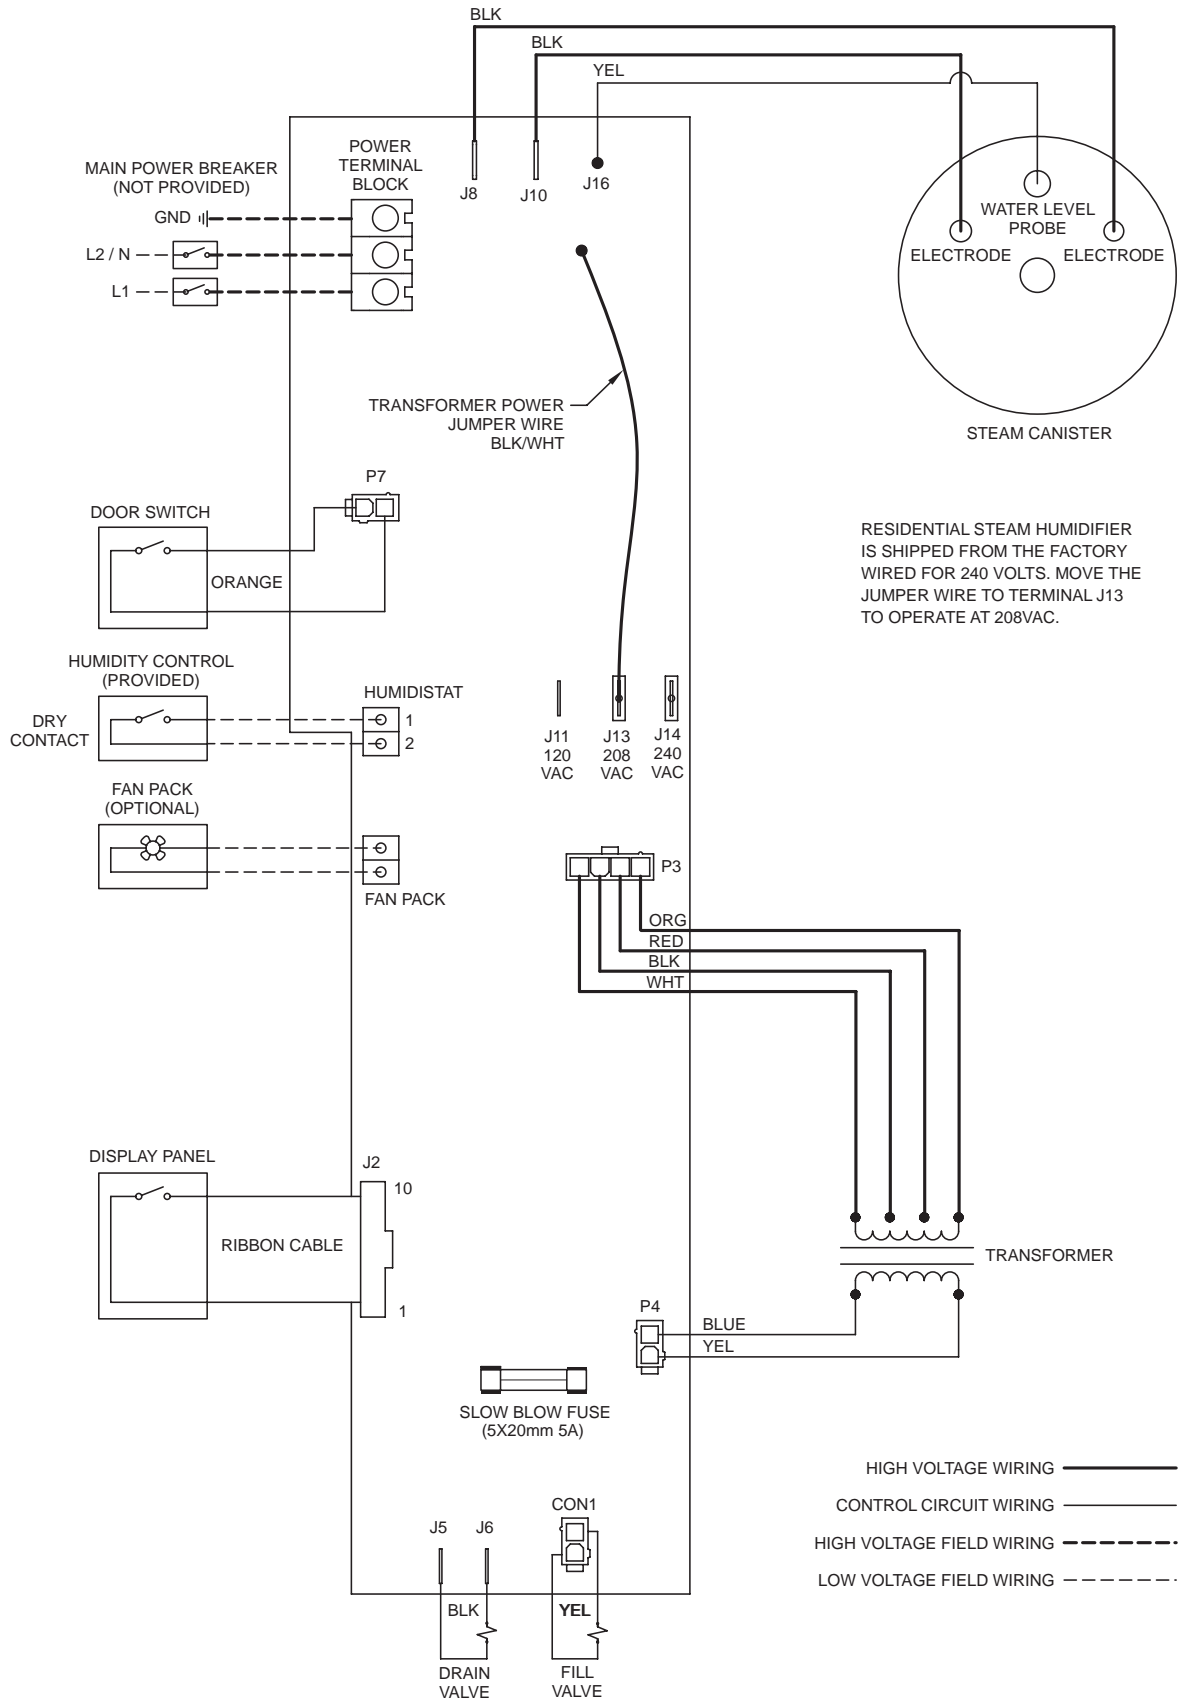 BLK
BLK
YEL
POWER
TERMINAL
BLOCK
MAIN POWER BREAKER
(NOT PROVIDED)
GND
L2 / N
L1
J8
J10
J16
WATER LEVEL
PROBE
ELECTRODE
ELECTRODE
STEAM CANISTER
TRANSFORMER POWER
JUMPER WIRE
BLK/WHT
P7
DOOR SWITCH
ORANGE
RESIDENTIAL STEAM HUMIDIFIER
IS SHIPPED FROM THE FACTORY
WIRED FOR 240 VOLTS. MOVE THE
JUMPER WIRE TO TERMINAL J13
TO OPERATE AT 208VAC.
HUMIDITY CONTROL
(PROVIDED)
DRY
CONTACT
HUMIDISTAT
1
2
J11
120
VAC
J13
208
VAC
J14
240
VAC
FAN PACK
(OPTIONAL)
FAN PACK
P3
ORG
RED
BLK
WHT
DISPLAY PANEL
J2
10
RIBBON CABLE
1
TRANSFORMER
P4
BLUE
YEL
SLOW BLOW FUSE
(5X20mm 5A)
HIGH VOLTAGE WIRING
CONTROL CIRCUIT WIRING
HIGH VOLTAGE FIELD WIRING
LOW VOLTAGE FIELD WIRING
CON1
J5
J6
BLK
YEL
DRAIN
VALVE
FILL
VALVE